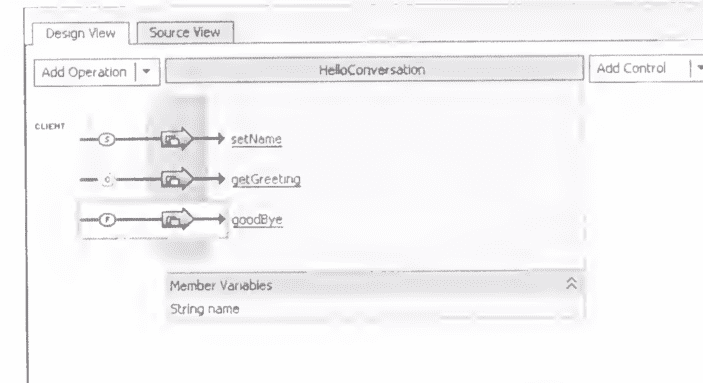 Design View Source View
Add Operation HelloConversation Add Control
CLIENT
S setName
C getGreeting
F goodBye
Member Variables
String name